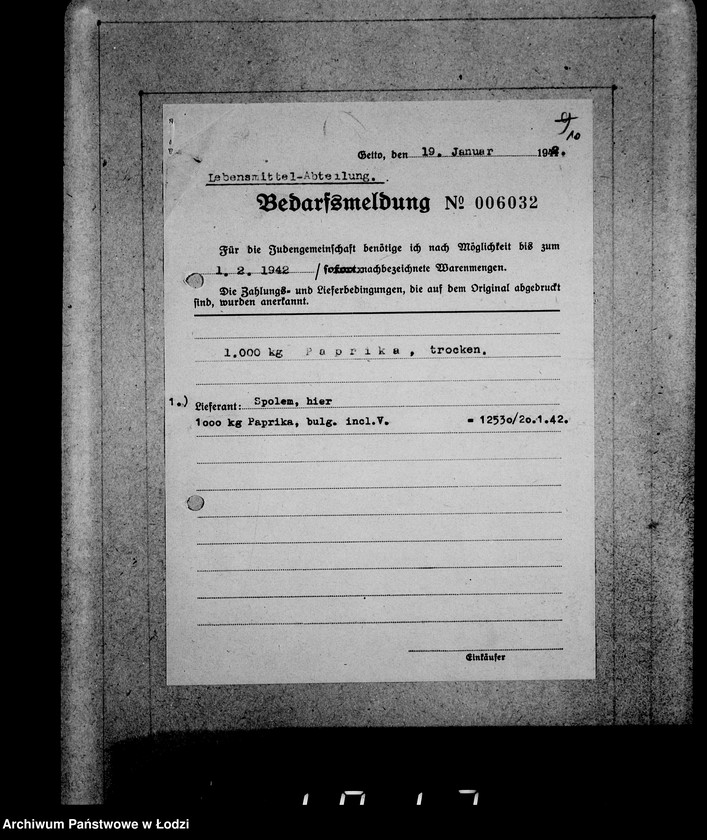 9/10
Getto, den 19. Januar 1942.
Lebensmittel-Abteilung.
Bedarfsmeldung № 006032
Für die Judengemeinschaft benötige ich nach Möglichkeit bis zum
1. 2. 1942 / sofort nachbezeichnete Warenmengen.
Die Zahlungs- und Lieferbedingungen, die auf dem Original abgedruckt
sind, wurden anerkannt.
1.000 kg Paprika, trocken.
1.) Lieferant: Spolem, hier
1ooo kg Paprika, bulg. incl.V. = 1253o/2o.1.42.
Einkäufer
Archiwum Państwowe w Łodzi